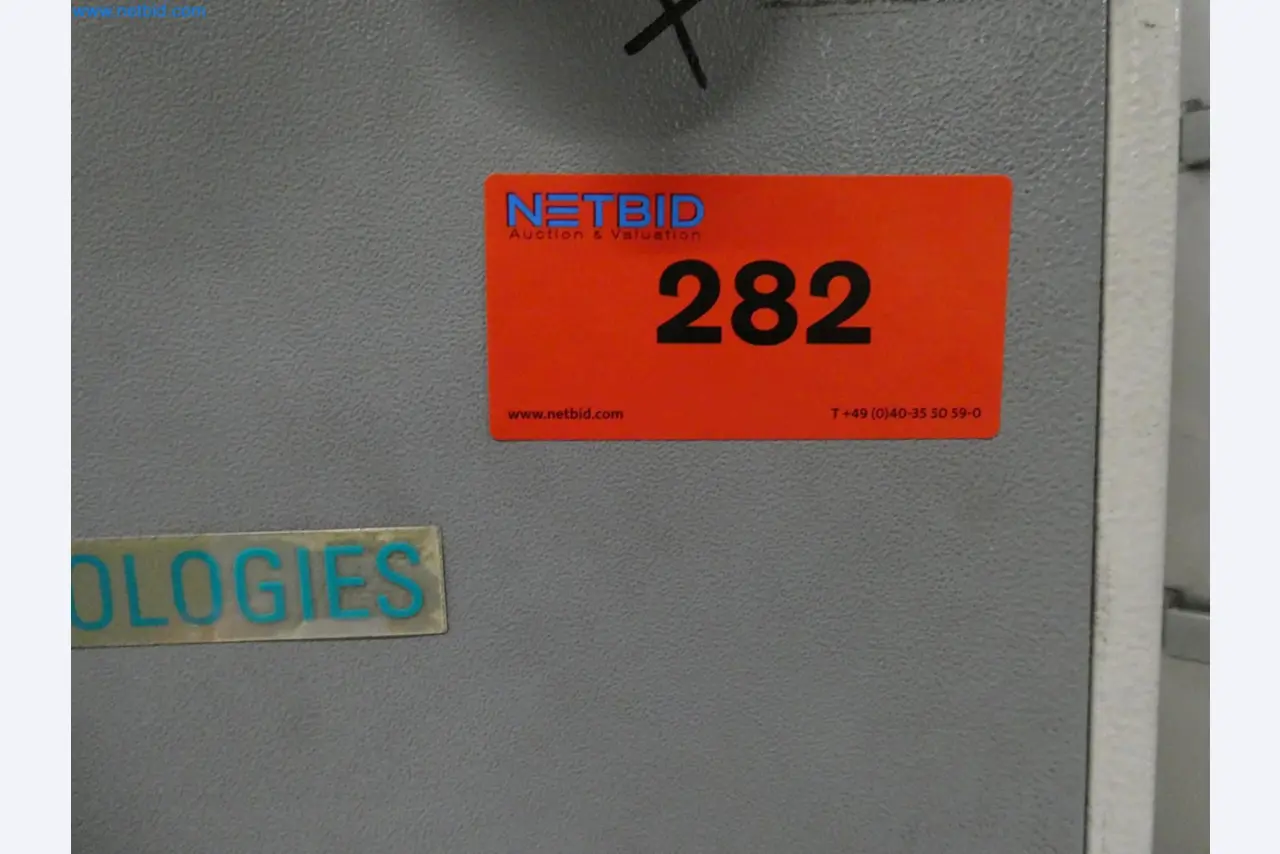 www.netbid.com
NETBID
Auction & Valuation
282
www.netbid.com
T +49 (0)40-35 50 59-0
OLOGIES